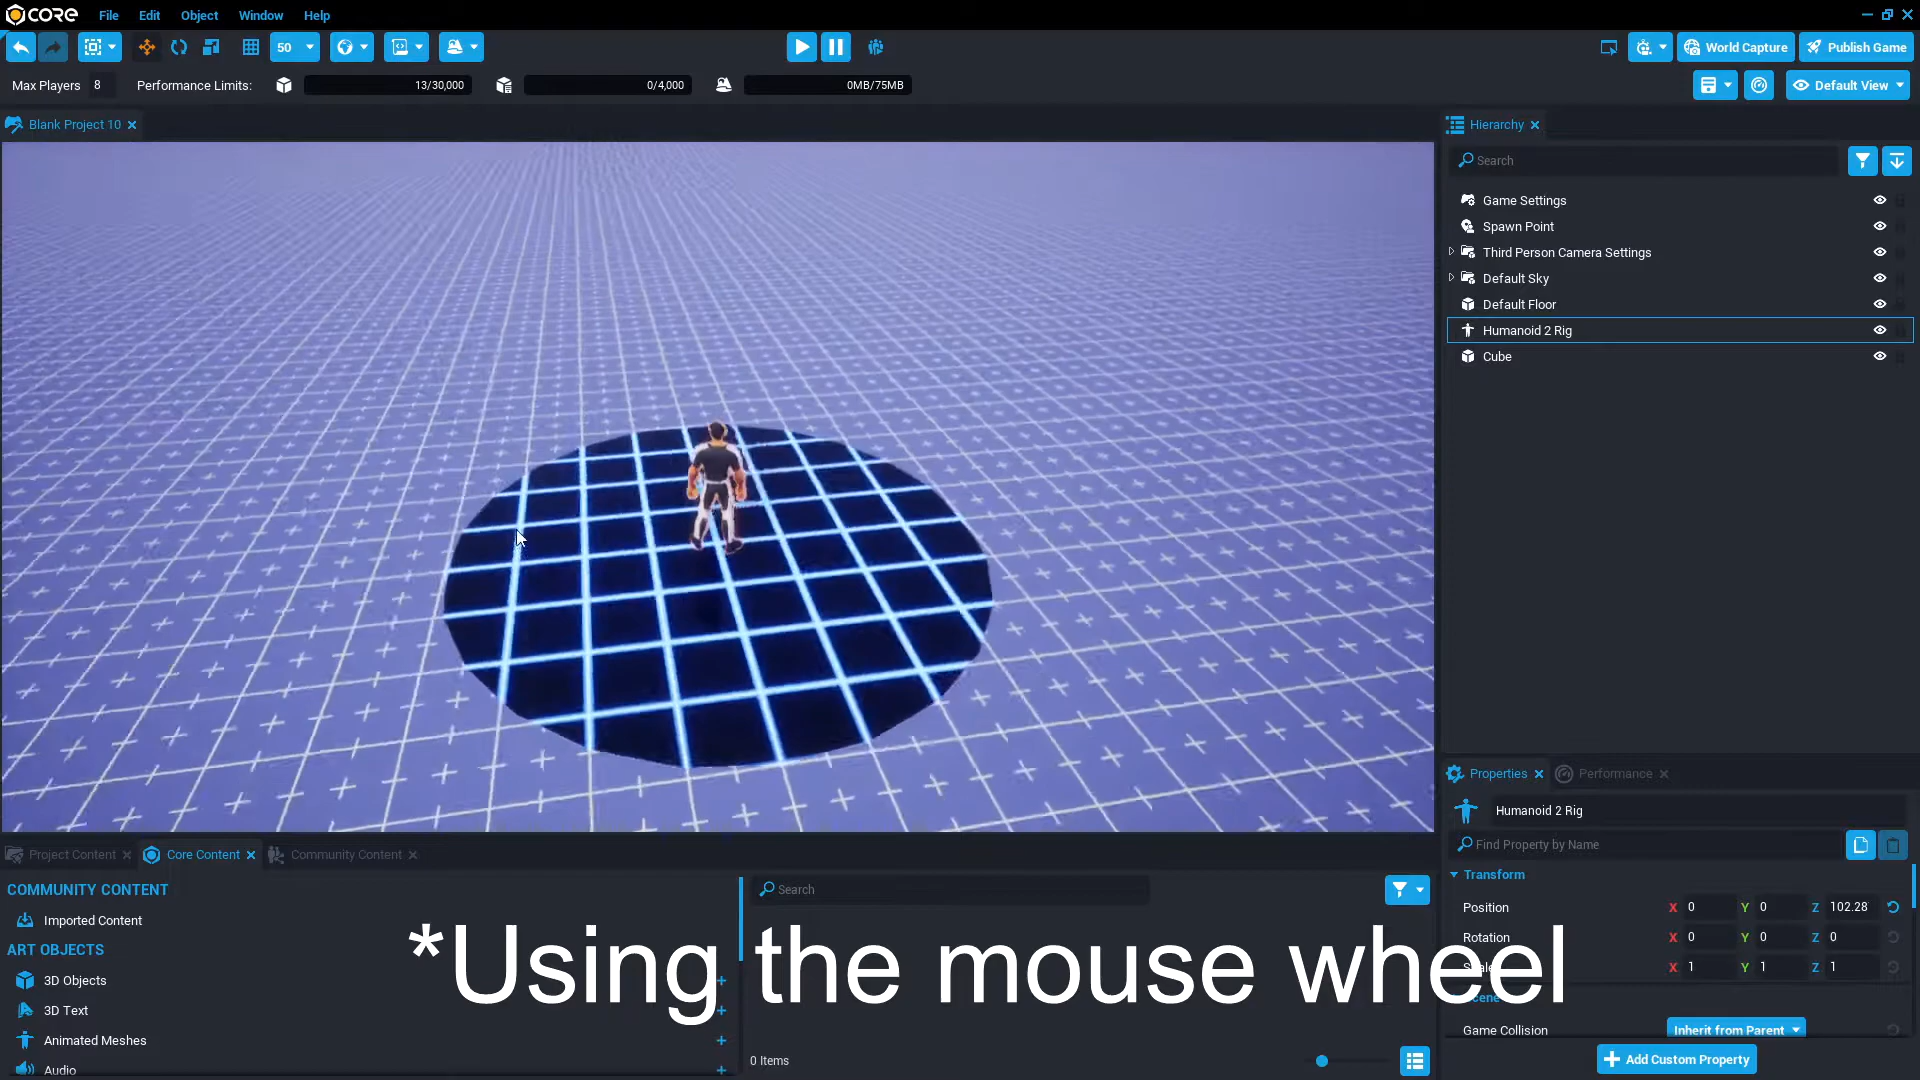 CORE File Edit Object Window Help
50 World Capture Publish Game
Max Players 8 Performance Limits: 13/30,000 0/4,000 0MB/75MB Default View
Blank Project 10
Hierarchy
Search
Game Settings
Spawn Point
Third Person Camera Settings
Default Sky
Default Floor
Humanoid 2 Rig
Cube
Properties Performance
Humanoid 2 Rig
Find Property by Name
Transform
Position X 0 Y 0 Z 102.28
Rotation X 0 Y 0 Z 0
Scale X 1 Y 1 Z 1
Scene
Game Collision Inherit from Parent
Add Custom Property
Project Content Core Content Community Content
COMMUNITY CONTENT
Imported Content
ART OBJECTS
3D Objects
3D Text
Animated Meshes
Audio
Search
0 Items
*Using the mouse wheel